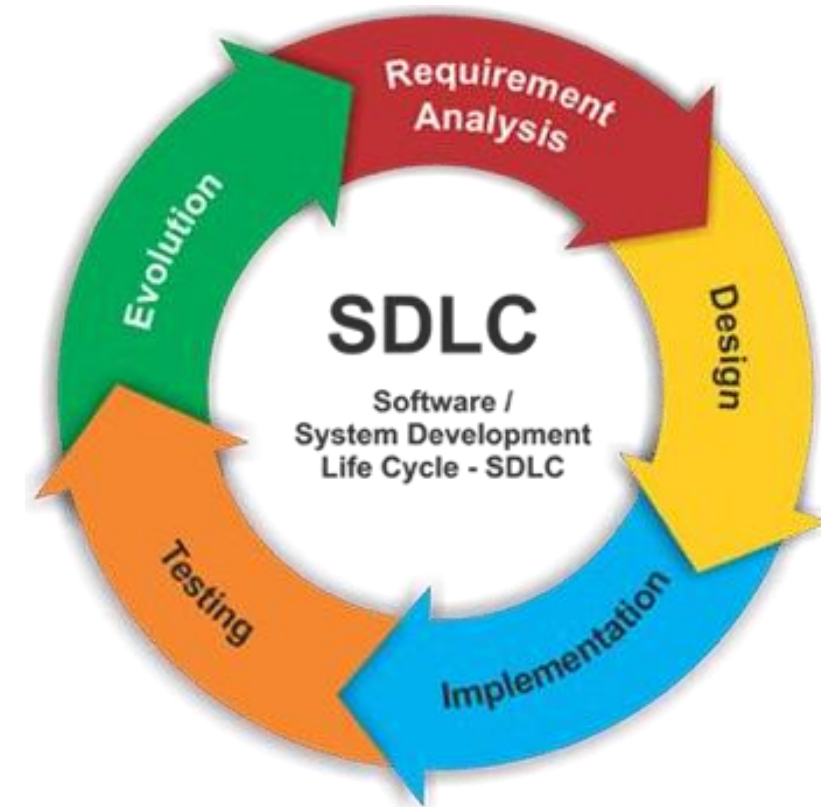 Requirement
Analysis
Design
Implementation
Testing
Evolution
SDLC
Software /
System Development
Life Cycle - SDLC